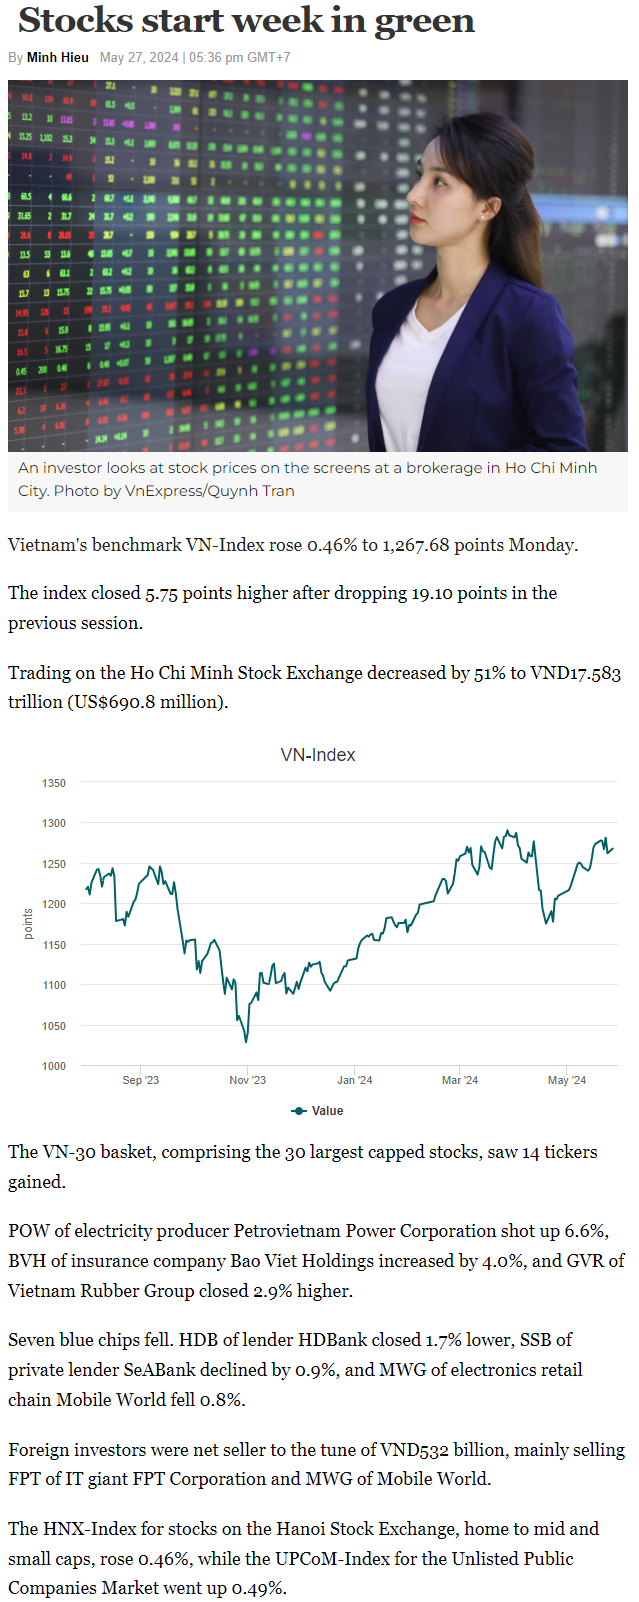 Stocks start week in green
By Minh Hieu May 27, 2024 | 05:36 pm GMT+7
An investor looks at stock prices on the screens at a brokerage in Ho Chi Minh
City. Photo by VnExpress/Quynh Tran
Vietnam's benchmark VN-Index rose 0.46% to 1,267.68 points Monday.
The index closed 5.75 points higher after dropping 19.10 points in the
previous session.
Trading on the Ho Chi Minh Stock Exchange decreased by 51% to VND17.583
trillion (US$690.8 million).
VN-Index
1350
1300
1250
1200
1150
1100
1050
1000
points
Sep '23 Nov '23 Jan '24 Mar '24 May '24
Value
The VN-30 basket, comprising the 30 largest capped stocks, saw 14 tickers
gained.
POW of electricity producer Petrovietnam Power Corporation shot up 6.6%,
BVH of insurance company Bao Viet Holdings increased by 4.0%, and GVR of
Vietnam Rubber Group closed 2.9% higher.
Seven blue chips fell. HDB of lender HDBank closed 1.7% lower, SSB of
private lender SeABank declined by 0.9%, and MWG of electronics retail
chain Mobile World fell 0.8%.
Foreign investors were net seller to the tune of VND532 billion, mainly selling
FPT of IT giant FPT Corporation and MWG of Mobile World.
The HNX-Index for stocks on the Hanoi Stock Exchange, home to mid and
small caps, rose 0.46%, while the UPCoM-Index for the Unlisted Public
Companies Market went up 0.49%.